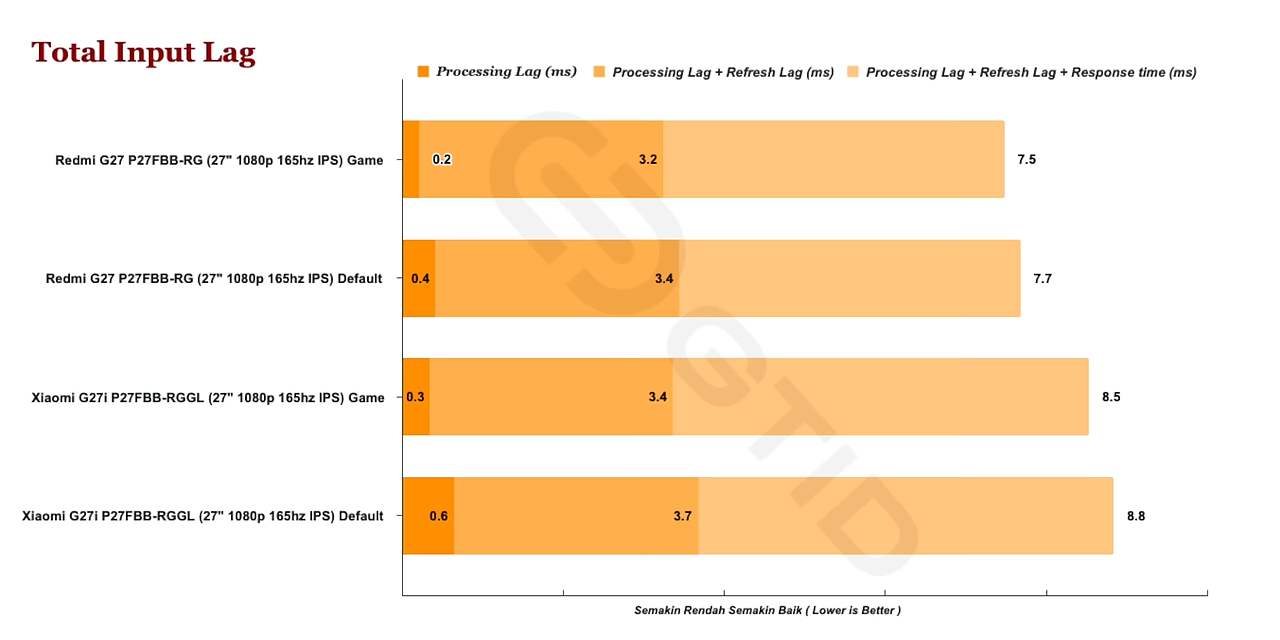 Total Input Lag
Processing Lag (ms) Processing Lag + Refresh Lag (ms) Processing Lag + Refresh Lag + Response time (ms)
Redmi G27 P27FBB-RG (27" 1080p 165hz IPS) Game 0.2 3.2 7.5
Redmi G27 P27FBB-RG (27" 1080p 165hz IPS) Default 0.4 3.4 7.7
Xiaomi G27i P27FBB-RGGL (27" 1080p 165hz IPS) Game 0.3 3.4 8.5
Xiaomi G27i P27FBB-RGGL (27" 1080p 165hz IPS) Default 0.6 3.7 8.8
GTID
Semakin Rendah Semakin Baik ( Lower is Better )